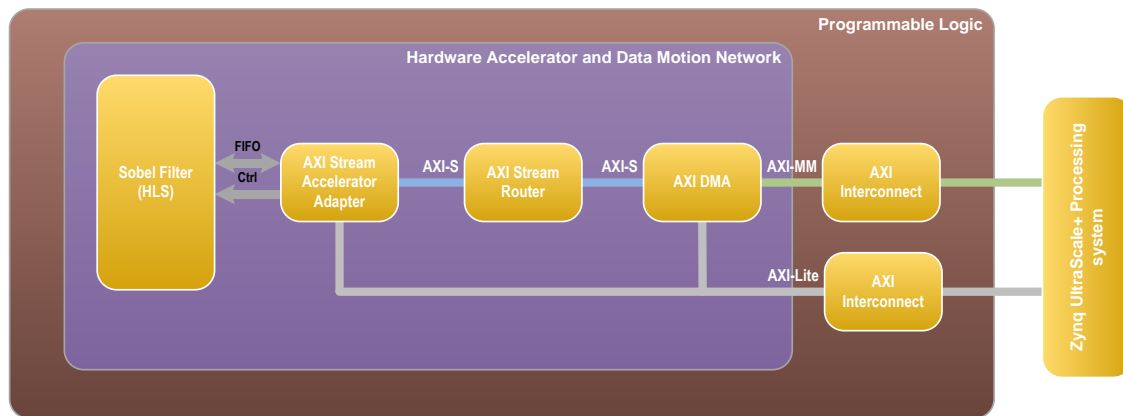 Programmable Logic
Hardware Accelerator and Data Motion Network
Sobel Filter
(HLS)
FIFO
Ctrl
AXI Stream
Accelerator
Adapter
AXI-S
AXI Stream
Router
AXI-S
AXI DMA
AXI-MM
AXI
Interconnect
AXI-Lite
AXI
Interconnect
Zynq UltraScale+ Processing
system